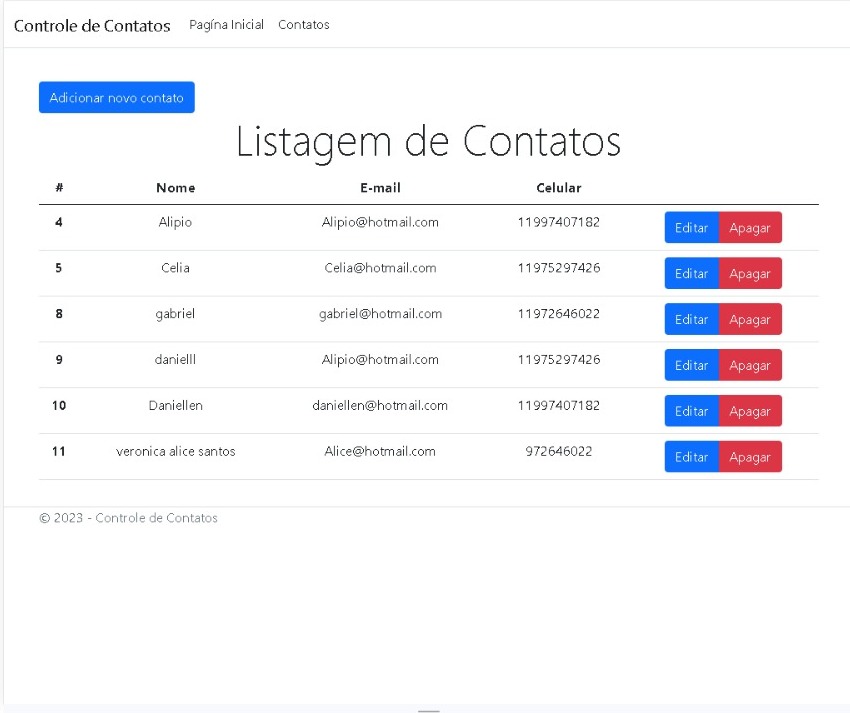 Controle de Contatos Pagína Inicial Contatos
Adicionar novo contato
Listagem de Contatos
# Nome E-mail Celular
4 Alipio Alipio@hotmail.com 11997407182 Editar Apagar
5 Celia Celia@hotmail.com 11975297426 Editar Apagar
8 gabriel gabriel@hotmail.com 11972646022 Editar Apagar
9 danielll Alipio@hotmail.com 11975297426 Editar Apagar
10 Daniellen daniellen@hotmail.com 11997407182 Editar Apagar
11 veronica alice santos Alice@hotmail.com 972646022 Editar Apagar
© 2023 - Controle de Contatos